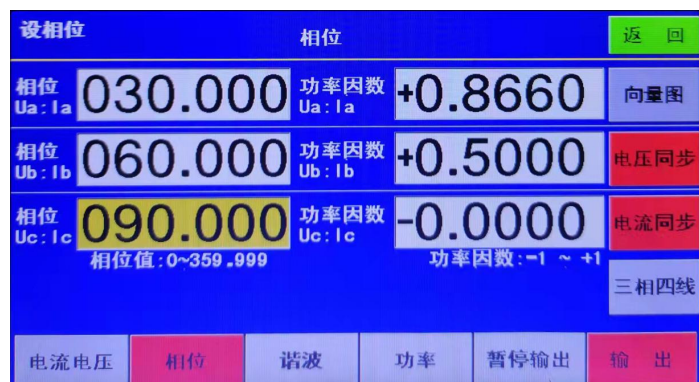 设相位
相位
返 回
相位
Ua:Ia
030.000
功率因数
Ua:Ia
+0.8660
向量图
相位
Ub:Ib
060.000
功率因数
Ub:Ib
+0.5000
电压同步
相位
Uc:Ic
090.000
功率因数
Uc:Ic
-0.0000
电流同步
相位值:0~359.999
功率因数:-1 ~ +1
三相四线
电流电压
相位
谐波
功率
暂停输出
输 出